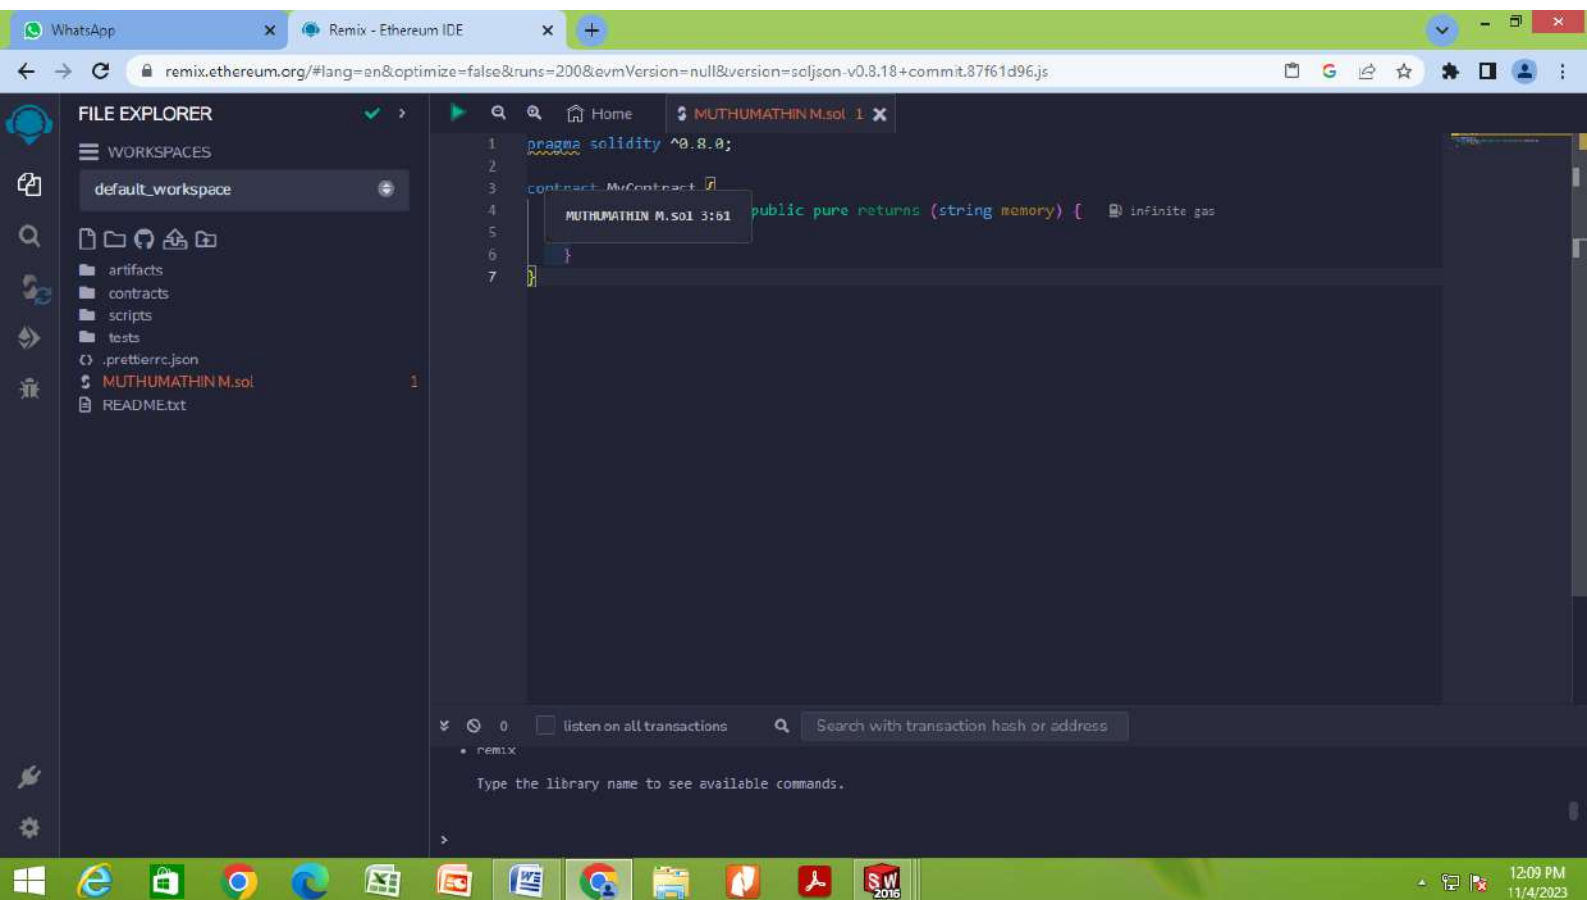 WhatsApp
Remix - Ethereum IDE
remix.ethereum.org/#lang=en&optimize=false&runs=200&evmVersion=null&version=soljson-v0.8.18+commit.87f61d96.js
FILE EXPLORER
WORKSPACES
default_workspace
artifacts
contracts
scripts
tests
.prettierrc.json
MUTHUMATHIN M.sol 1
README.txt
Home
MUTHUMATHIN M.sol 1
1 pragma solidity ^0.8.0;
2
3 contract MyContract {
4 public pure returns (string memory) { infinite gas
MUTHUMATHIN M.sol 3:61
5
6 }
7 }
0 listen on all transactions Search with transaction hash or address
remix
Type the library name to see available commands.
>
SW
2016
12:09 PM
11/4/2023